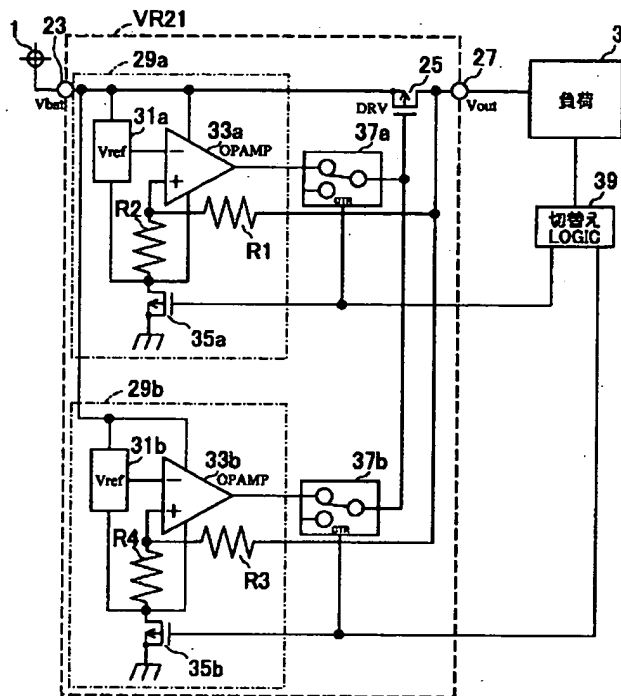 VR21
1
23
29a
25
27
3
Vbat
31a
33a
OPAMP
DRV
Vout
負荷
37a
Vref
−
+
CTR
39
R2
R1
切替え
LOGIC
35a
29b
31b
33b
OPAMP
37b
Vref
−
+
CTR
R4
R3
35b